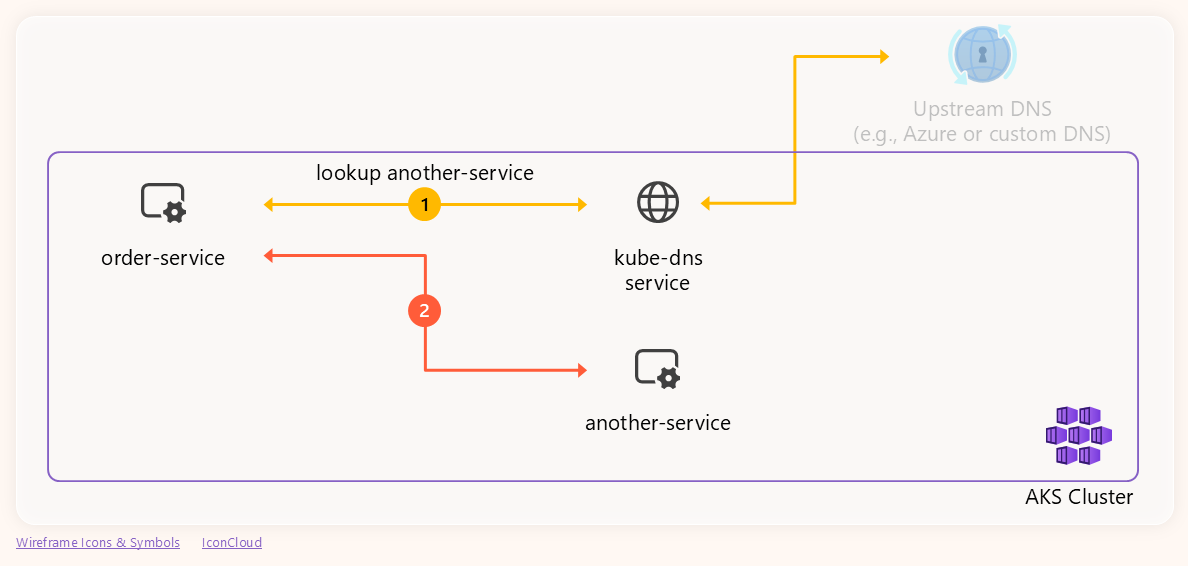 Upstream DNS
(e.g., Azure or custom DNS)
lookup another-service
1
order-service
kube-dns
service
2
another-service
AKS Cluster
Wireframe Icons & Symbols
IconCloud